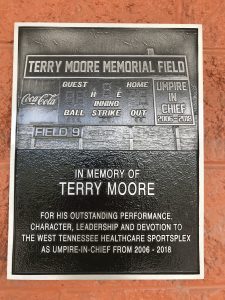 TERRY MOORE MEMORIAL FIELD
GUEST H E HOME
INNING
BALL STRIKE OUT
Coca-Cola
UMPIRE
IN
CHIEF
2006-2018
FIELD 9
IN MEMORY OF
TERRY MOORE
FOR HIS OUTSTANDING PERFORMANCE,
CHARACTER, LEADERSHIP AND DEVOTION TO
THE WEST TENNESSEE HEALTHCARE SPORTSPLEX
AS UMPIRE-IN-CHIEF FROM 2006 - 2018